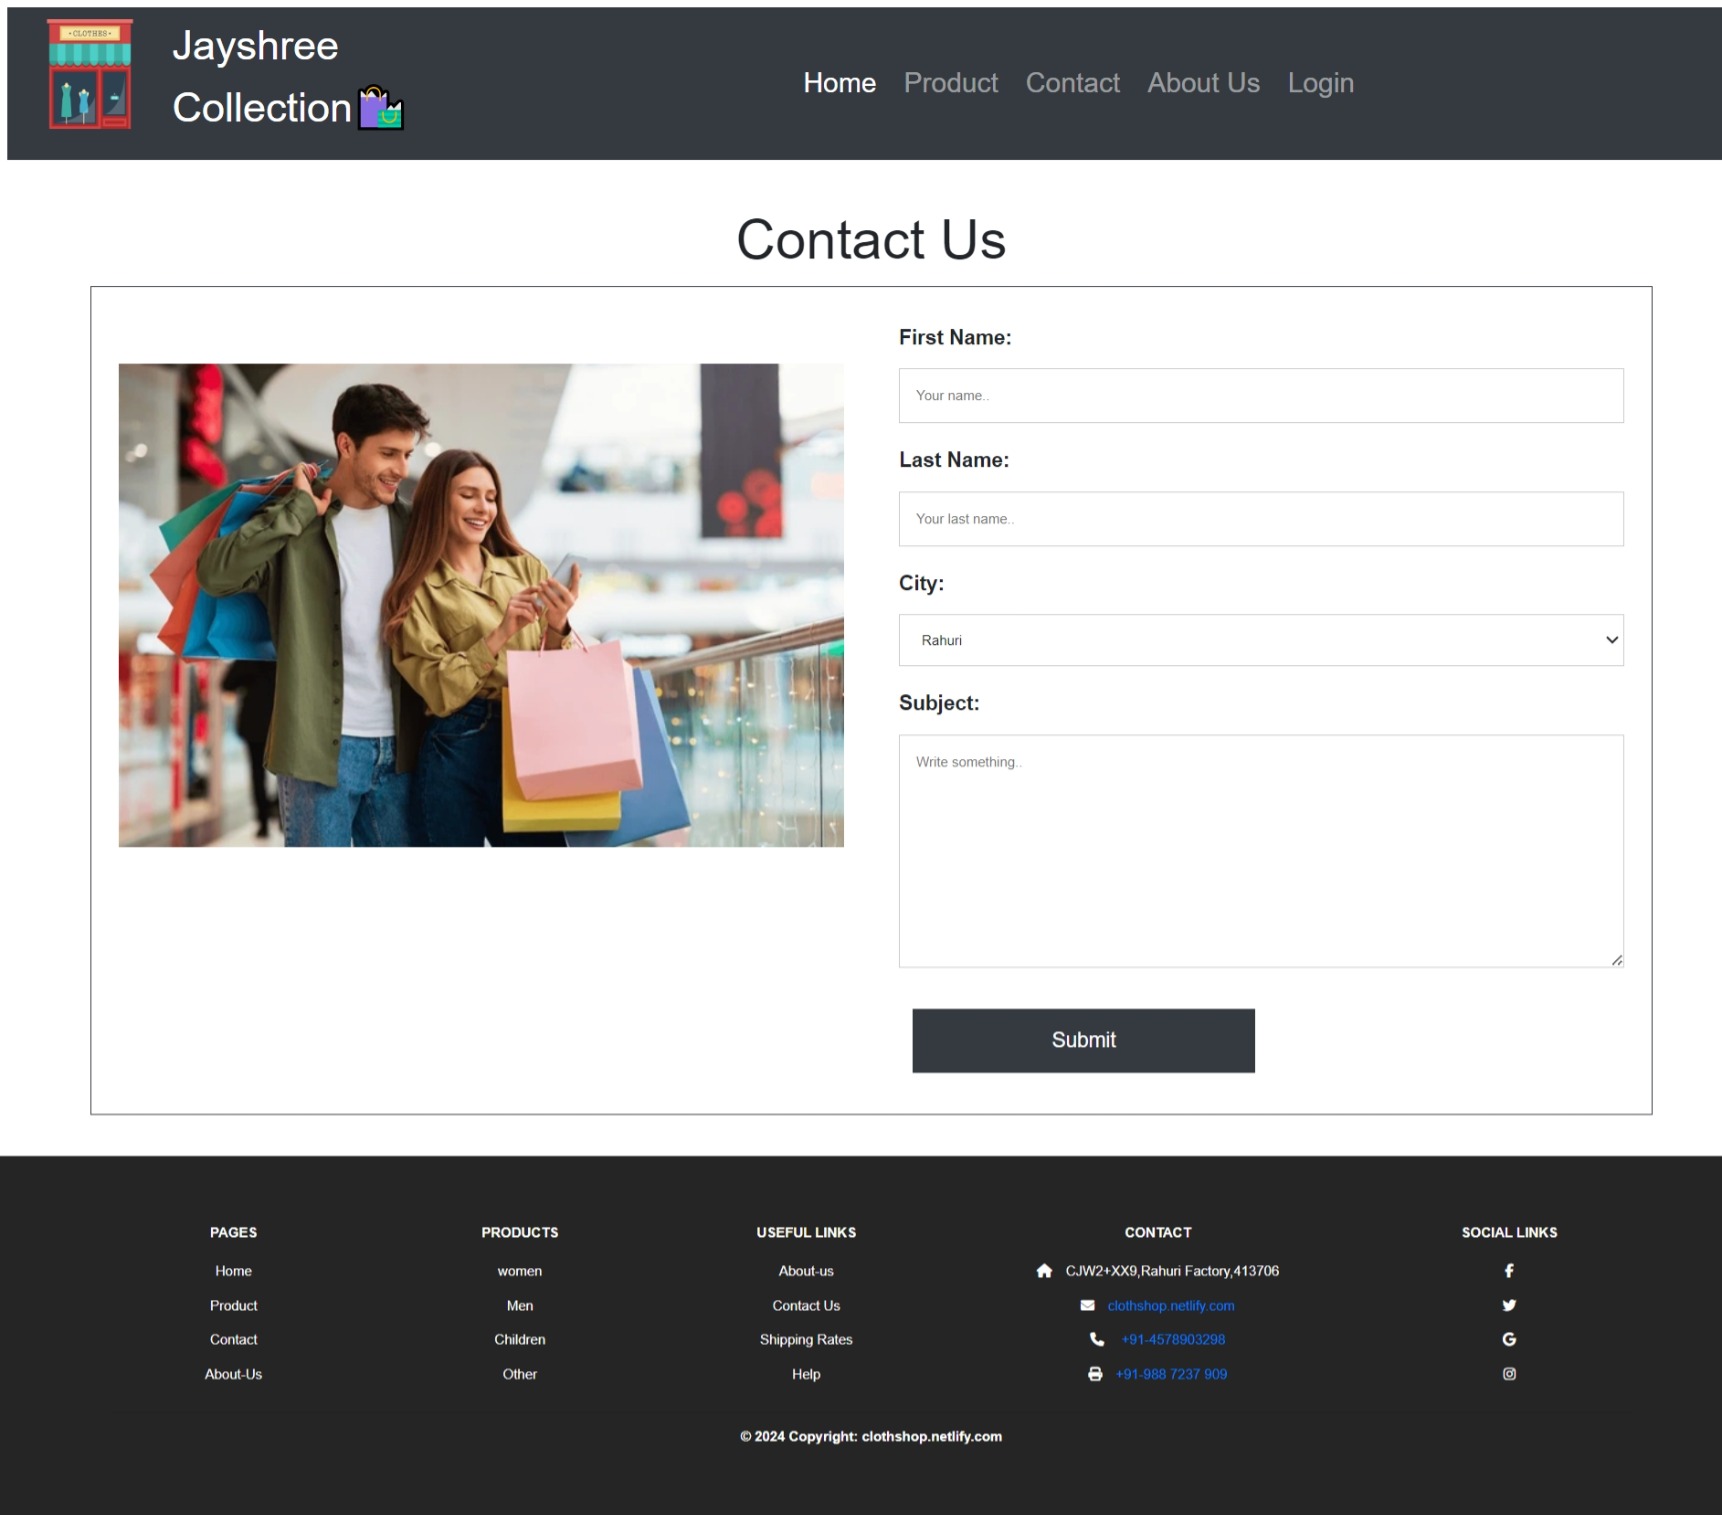 CLOTHES
Jayshree
Collection
Home Product Contact About Us Login
Contact Us
First Name:
Your name..
Last Name:
Your last name..
City:
Rahuri
Subject:
Write something..
Submit
PAGES
Home
Product
Contact
About-Us
PRODUCTS
women
Men
Children
Other
USEFUL LINKS
About-us
Contact Us
Shipping Rates
Help
CONTACT
CJW2+XX9,Rahuri Factory,413706
clothshop.netlify.com
+91-4578903298
+91-988 7237 909
SOCIAL LINKS
© 2024 Copyright: clothshop.netlify.com